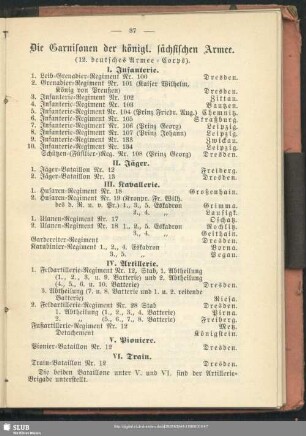 — 57 —
Die Garnisonen der königl. sächsischen Armee.
(12. deutsches Armee-Corps).
I. Infanterie.
1. Leib-Grenadier-Regiment Nr. 100 Dresden.
2. Grenadier-Regiment Nr. 101 (Kaiser Wilhelm,
König von Preußen) Dresden.
3. Infanterie-Regiment Nr. 102 Zittau.
4. Infanterie-Regiment Nr. 103 Bautzen.
5. Infanterie-Regiment Nr. 104 (Prinz Friedr. Aug.) Chemnitz.
6. Infanterie-Regiment Nr. 105 Straßburg.
7. Infanterie-Regiment Nr. 106 (Prinz Georg) Leipzig.
8. Infanterie-Regiment Nr. 107 (Prinz Johann) Leipzig.
9. Infanterie-Regiment Nr. 133 Zwickau.
10. Infanterie-Regiment Nr. 134 Leipzig.
Schützen-(Füsilier)-Reg. Nr. 108 (Prinz Georg) Dresden.
II. Jäger.
1. Jäger-Bataillon Nr. 12 Freiberg.
2. Jäger-Bataillon Nr. 13 Dresden.
III. Kavallerie.
1. Husaren-Regiment Nr. 18 Großenhain.
2. Husaren-Regiment Nr. 19 (Kronpr. Fr. Wilh.
des D. R. u. v. Pr.) 1., 3., 5. Eskadron Grimma.
2., 4. „ Lausigk.
1. Ulanen-Regiment Nr. 17 Oschatz.
2. Ulanen-Regiment Nr. 18 1., 2., 5. Eskadron Rochlitz.
3., 4. „ Geithain.
Gardereiter-Regiment Dresden.
Karabinier-Regiment 1., 2., 4. Eskadron Borna.
3., 5. „ Pegau.
IV. Artillerie.
1. Feldartillerie-Regiment Nr. 12, Stab, 1. Abtheilung
(1., 2., 3. u. 8. Batterie) und 2. Abtheilung
(4., 5., 6. u. 10. Batterie) Dresden.
3. Abtheilung (7. u. 8. Batterie und 1. u. 2. reitende
Batterie) Riesa.
2. Feldartillerie-Regiment Nr. 28 Stab Dresden.
1. Abtheilung (1., 2., 3., 4. Batterie) Pirna.
2. „ (5., 6., 7., 8. Batterie) Freiberg.
Fußartillerie-Regiment Nr. 12 Metz.
Detachement Königstein.
V. Pioniere.
Pionier-Bataillon Nr. 12 Dresden.
VI. Train.
Train-Bataillon Nr. 12 Dresden.
Die beiden Bataillone unter V. und VI. sind der Artillerie-
Brigade unterstellt.
SLUB